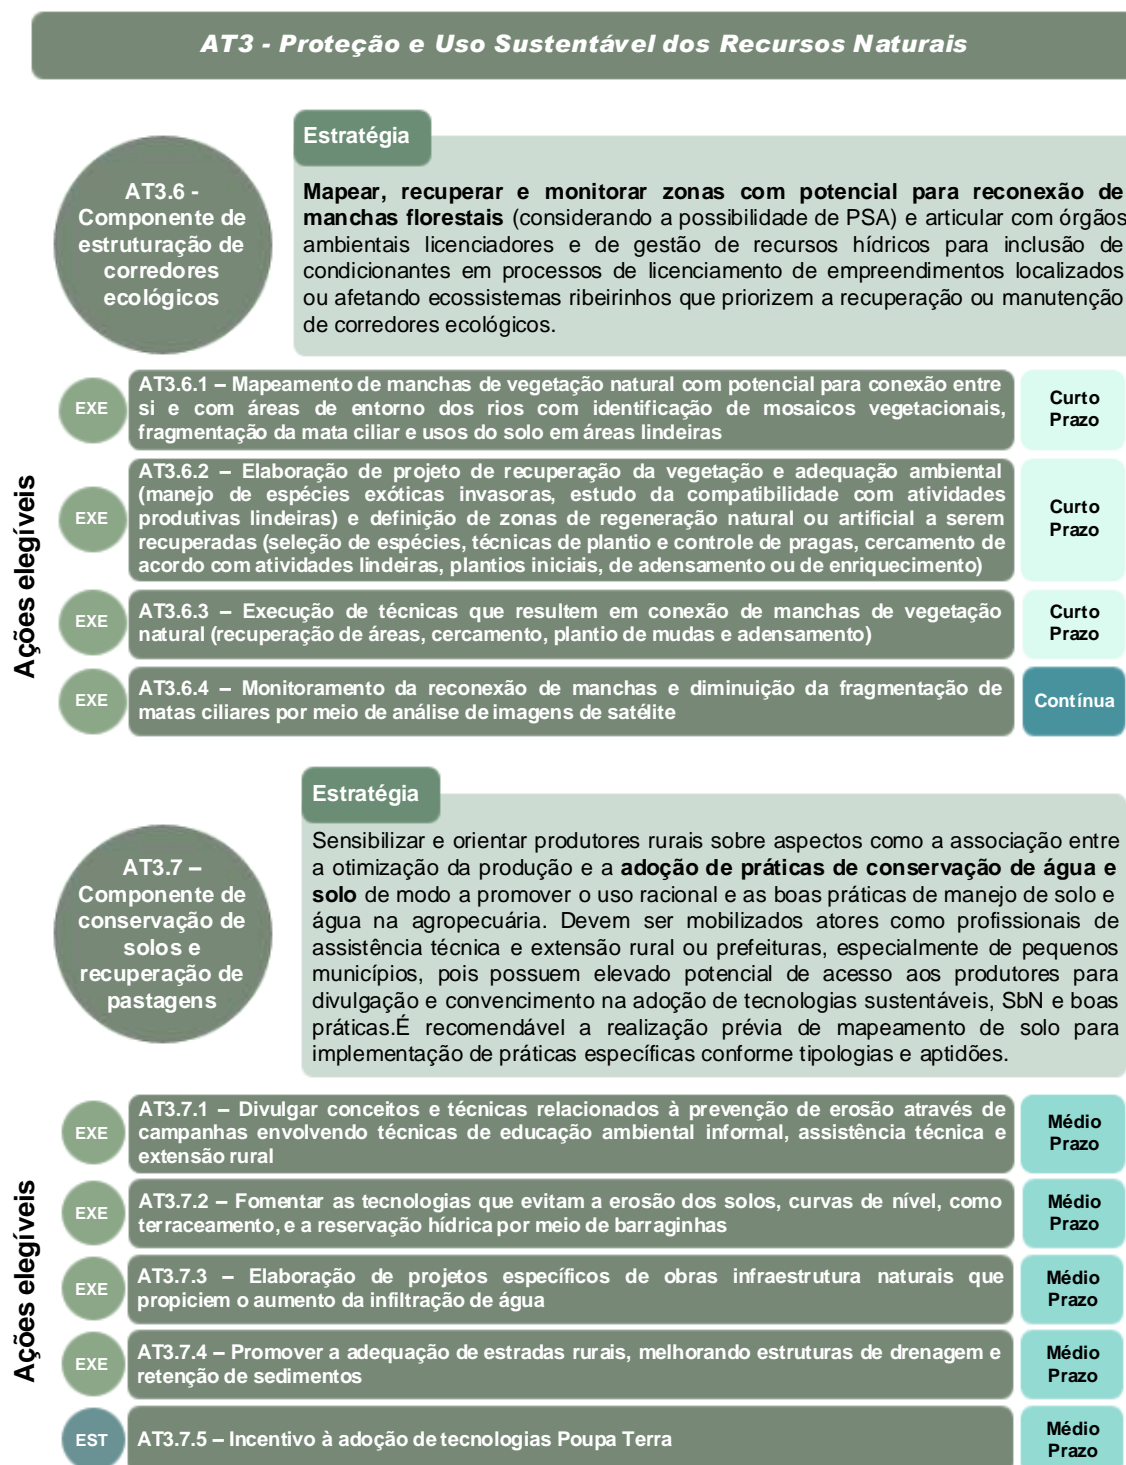 AT3 - Proteção e Uso Sustentável dos Recursos Naturais
AT3.6 -
Componente de
estruturação de
corredores
ecológicos
Estratégia
Mapear, recuperar e monitorar zonas com potencial para reconexão de
manchas florestais (considerando a possibilidade de PSA) e articular com órgãos
ambientais licenciadores e de gestão de recursos hídricos para inclusão de
condicionantes em processos de licenciamento de empreendimentos localizados
ou afetando ecossistemas ribeirinhos que priorizem a recuperação ou manutenção
de corredores ecológicos.
Ações elegíveis
EXE
AT3.6.1 – Mapeamento de manchas de vegetação natural com potencial para conexão entre
si e com áreas de entorno dos rios com identificação de mosaicos vegetacionais,
fragmentação da mata ciliar e usos do solo em áreas lindeiras
Curto
Prazo
EXE
AT3.6.2 – Elaboração de projeto de recuperação da vegetação e adequação ambiental
(manejo de espécies exóticas invasoras, estudo da compatibilidade com atividades
produtivas lindeiras) e definição de zonas de regeneração natural ou artificial a serem
recuperadas (seleção de espécies, técnicas de plantio e controle de pragas, cercamento de
acordo com atividades lindeiras, plantios iniciais, de adensamento ou de enriquecimento)
Curto
Prazo
EXE
AT3.6.3 – Execução de técnicas que resultem em conexão de manchas de vegetação
natural (recuperação de áreas, cercamento, plantio de mudas e adensamento)
Curto
Prazo
EXE
AT3.6.4 – Monitoramento da reconexão de manchas e diminuição da fragmentação de
matas ciliares por meio de análise de imagens de satélite
Contínua
AT3.7 –
Componente de
conservação de
solos e
recuperação de
pastagens
Estratégia
Sensibilizar e orientar produtores rurais sobre aspectos como a associação entre
a otimização da produção e a adoção de práticas de conservação de água e
solo de modo a promover o uso racional e as boas práticas de manejo de solo e
água na agropecuária. Devem ser mobilizados atores como profissionais de
assistência técnica e extensão rural ou prefeituras, especialmente de pequenos
municípios, pois possuem elevado potencial de acesso aos produtores para
divulgação e convencimento na adoção de tecnologias sustentáveis, SbN e boas
práticas.É recomendável a realização prévia de mapeamento de solo para
implementação de práticas específicas conforme tipologias e aptidões.
Ações elegíveis
EXE
AT3.7.1 – Divulgar conceitos e técnicas relacionados à prevenção de erosão através de
campanhas envolvendo técnicas de educação ambiental informal, assistência técnica e
extensão rural
Médio
Prazo
EXE
AT3.7.2 – Fomentar as tecnologias que evitam a erosão dos solos, curvas de nível, como
terraceamento, e a reservação hídrica por meio de barraginhas
Médio
Prazo
EXE
AT3.7.3 – Elaboração de projetos específicos de obras infraestrutura naturais que
propiciem o aumento da infiltração de água
Médio
Prazo
EXE
AT3.7.4 – Promover a adequação de estradas rurais, melhorando estruturas de drenagem e
retenção de sedimentos
Médio
Prazo
EST
AT3.7.5 – Incentivo à adoção de tecnologias Poupa Terra
Médio
Prazo